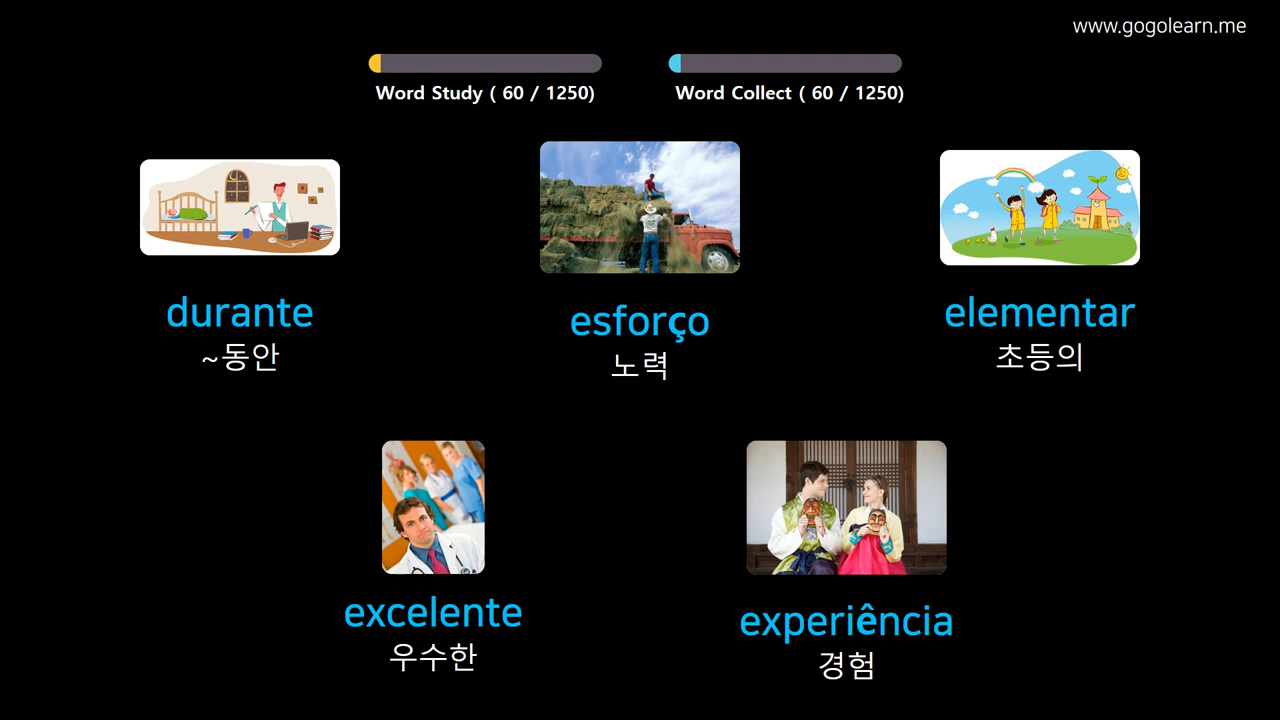 www.gogolearn.me
Word Study ( 60 / 1250)
Word Collect ( 60 / 1250)
durante
~동안
esforço
노력
elementar
초등의
excelente
우수한
experiência
경험